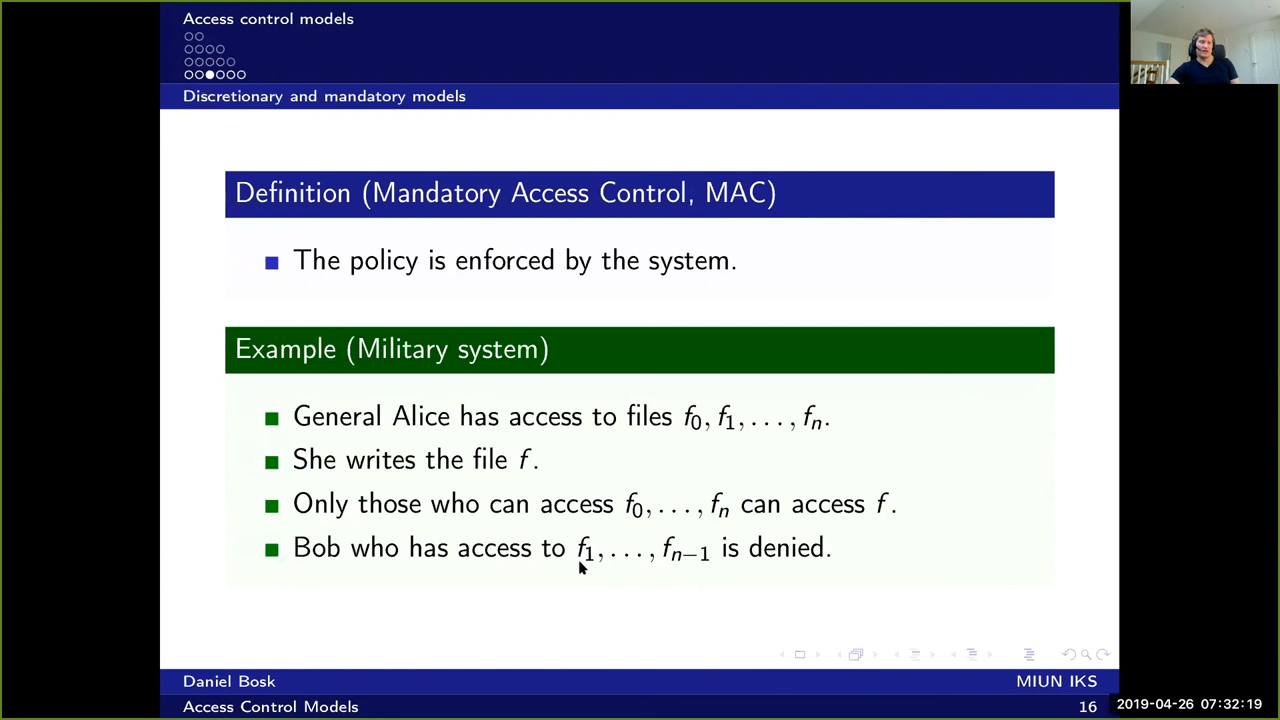 Access control models
Discretionary and mandatory models
Definition (Mandatory Access Control, MAC)
The policy is enforced by the system.
Example (Military system)
General Alice has access to files f₀, f₁, . . . , fₙ.
She writes the file f.
Only those who can access f₀, . . . , fₙ can access f.
Bob who has access to f₁, . . . , fₙ₋₁ is denied.
Daniel Bosk
MIUN IKS
Access Control Models
16
2019-04-26 07:32:19